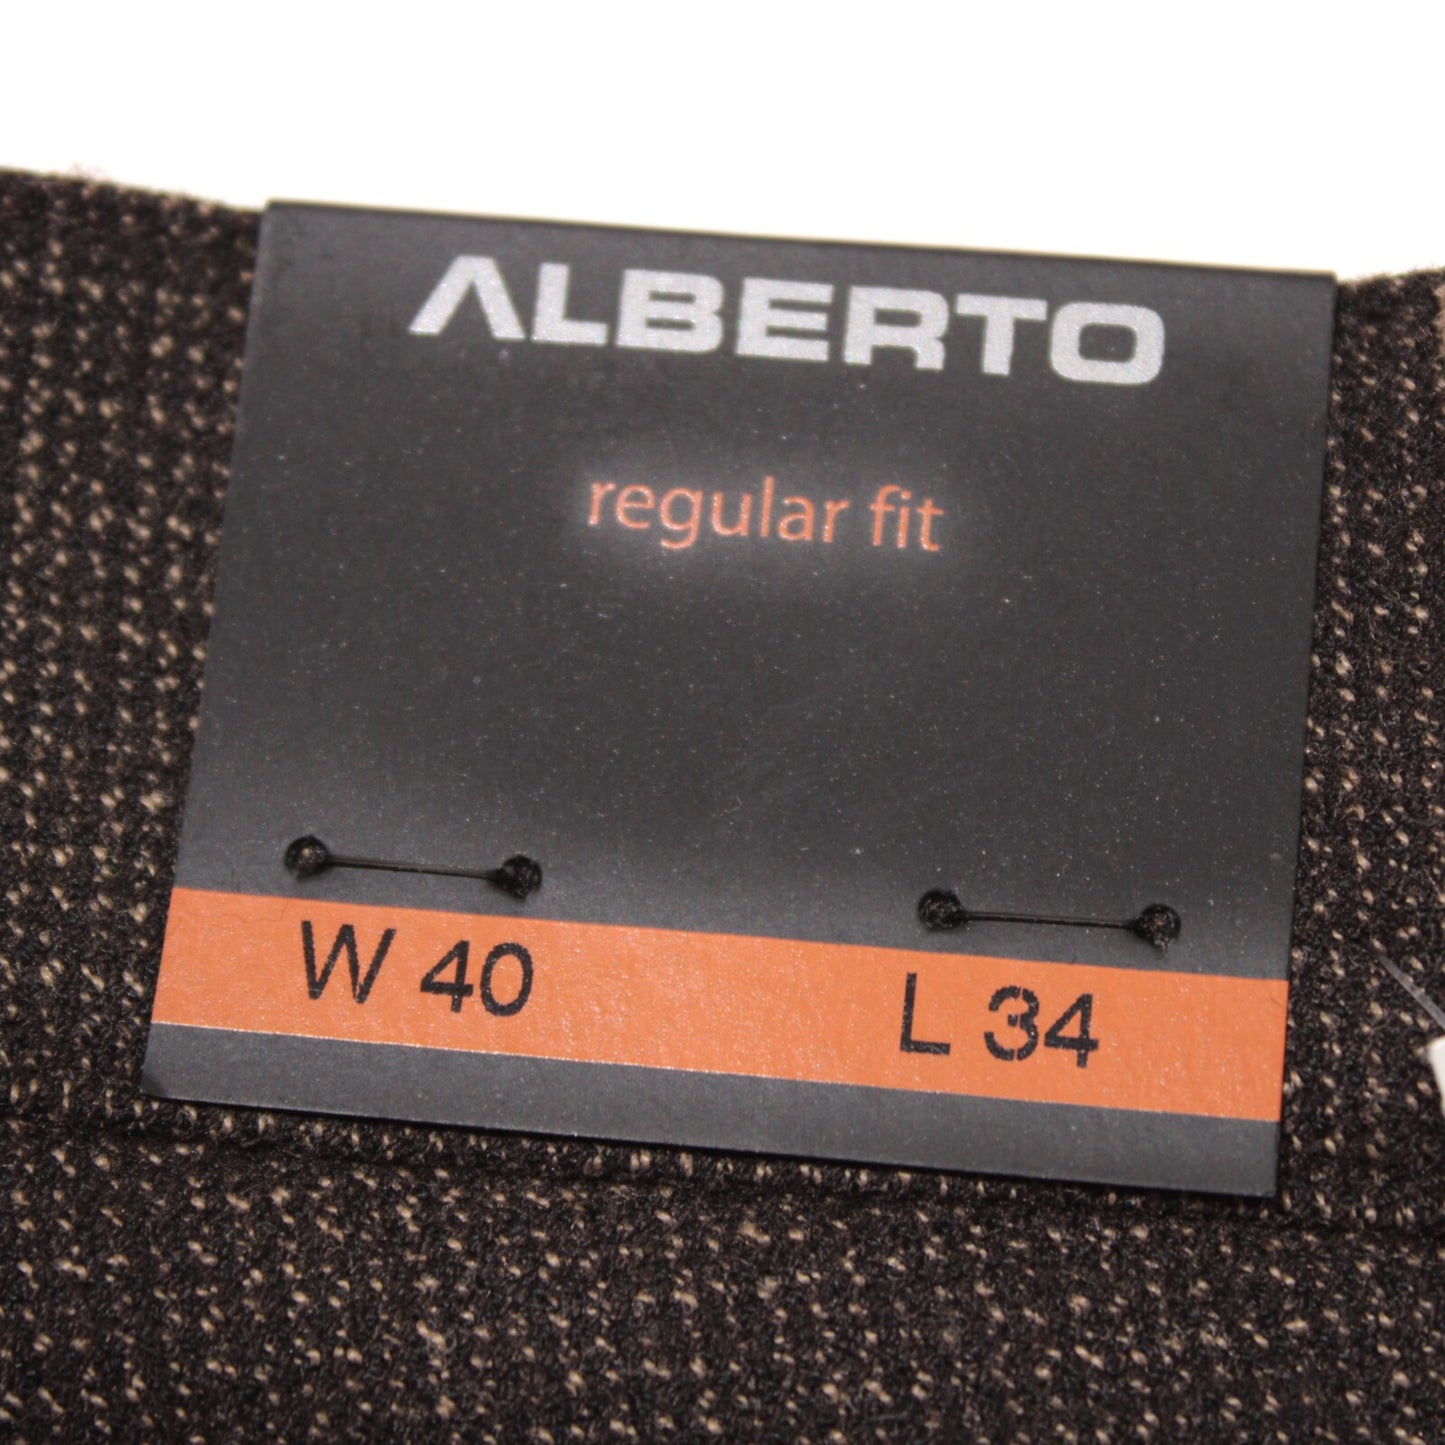 ALBERTO
regular fit
W 40 L 34